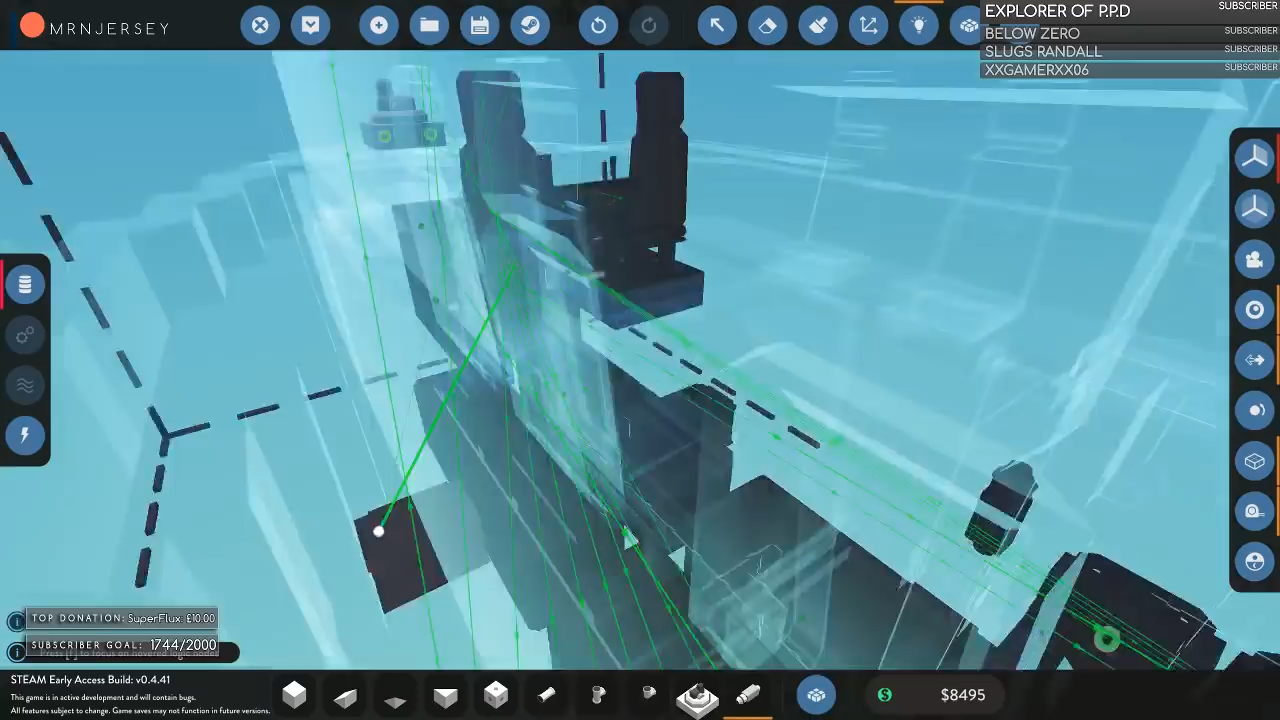 MRNJERSEY
EXPLORER OF P.P.D SUBSCRIBER
BELOW ZERO SUBSCRIBER
SLUGS RANDALL SUBSCRIBER
XXGAMERXX06 SUBSCRIBER
TOP DONATION: SuperFlux: £10.00
SUBSCRIBER GOAL: 1744/2000
STEAM Early Access Build: v0.4.41
This game is in active development and will contain bugs.
All features subject to change. Game saves may not function in future versions.
$ $8495